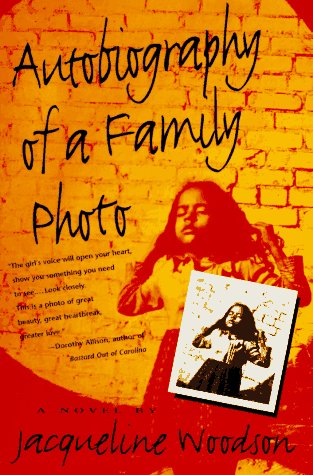 Autobiography
of a Family
Photo
"The girl's voice will open your heart,
show you something you need
to see....Look closely.
This is a photo of great
beauty, great heartbreak,
greater love."
—Dorothy Allison, author of
Bastard Out of Carolina
A NOVEL BY
Jacqueline Woodson